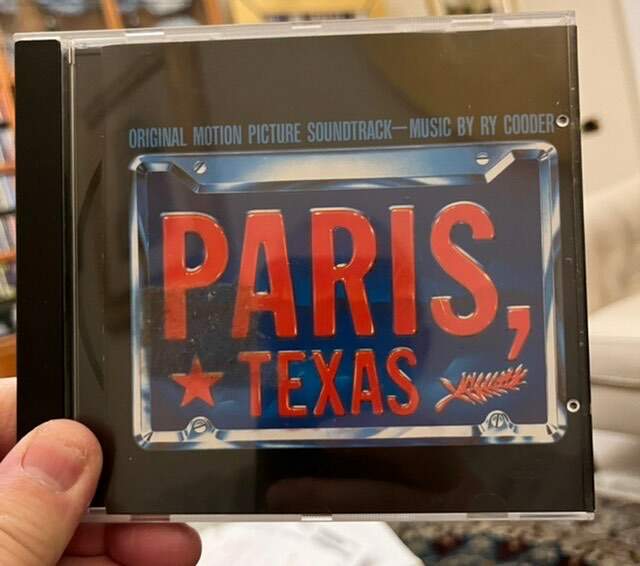 ORIGINAL MOTION PICTURE SOUNDTRACK—MUSIC BY RY COODER
PARIS,
TEXAS